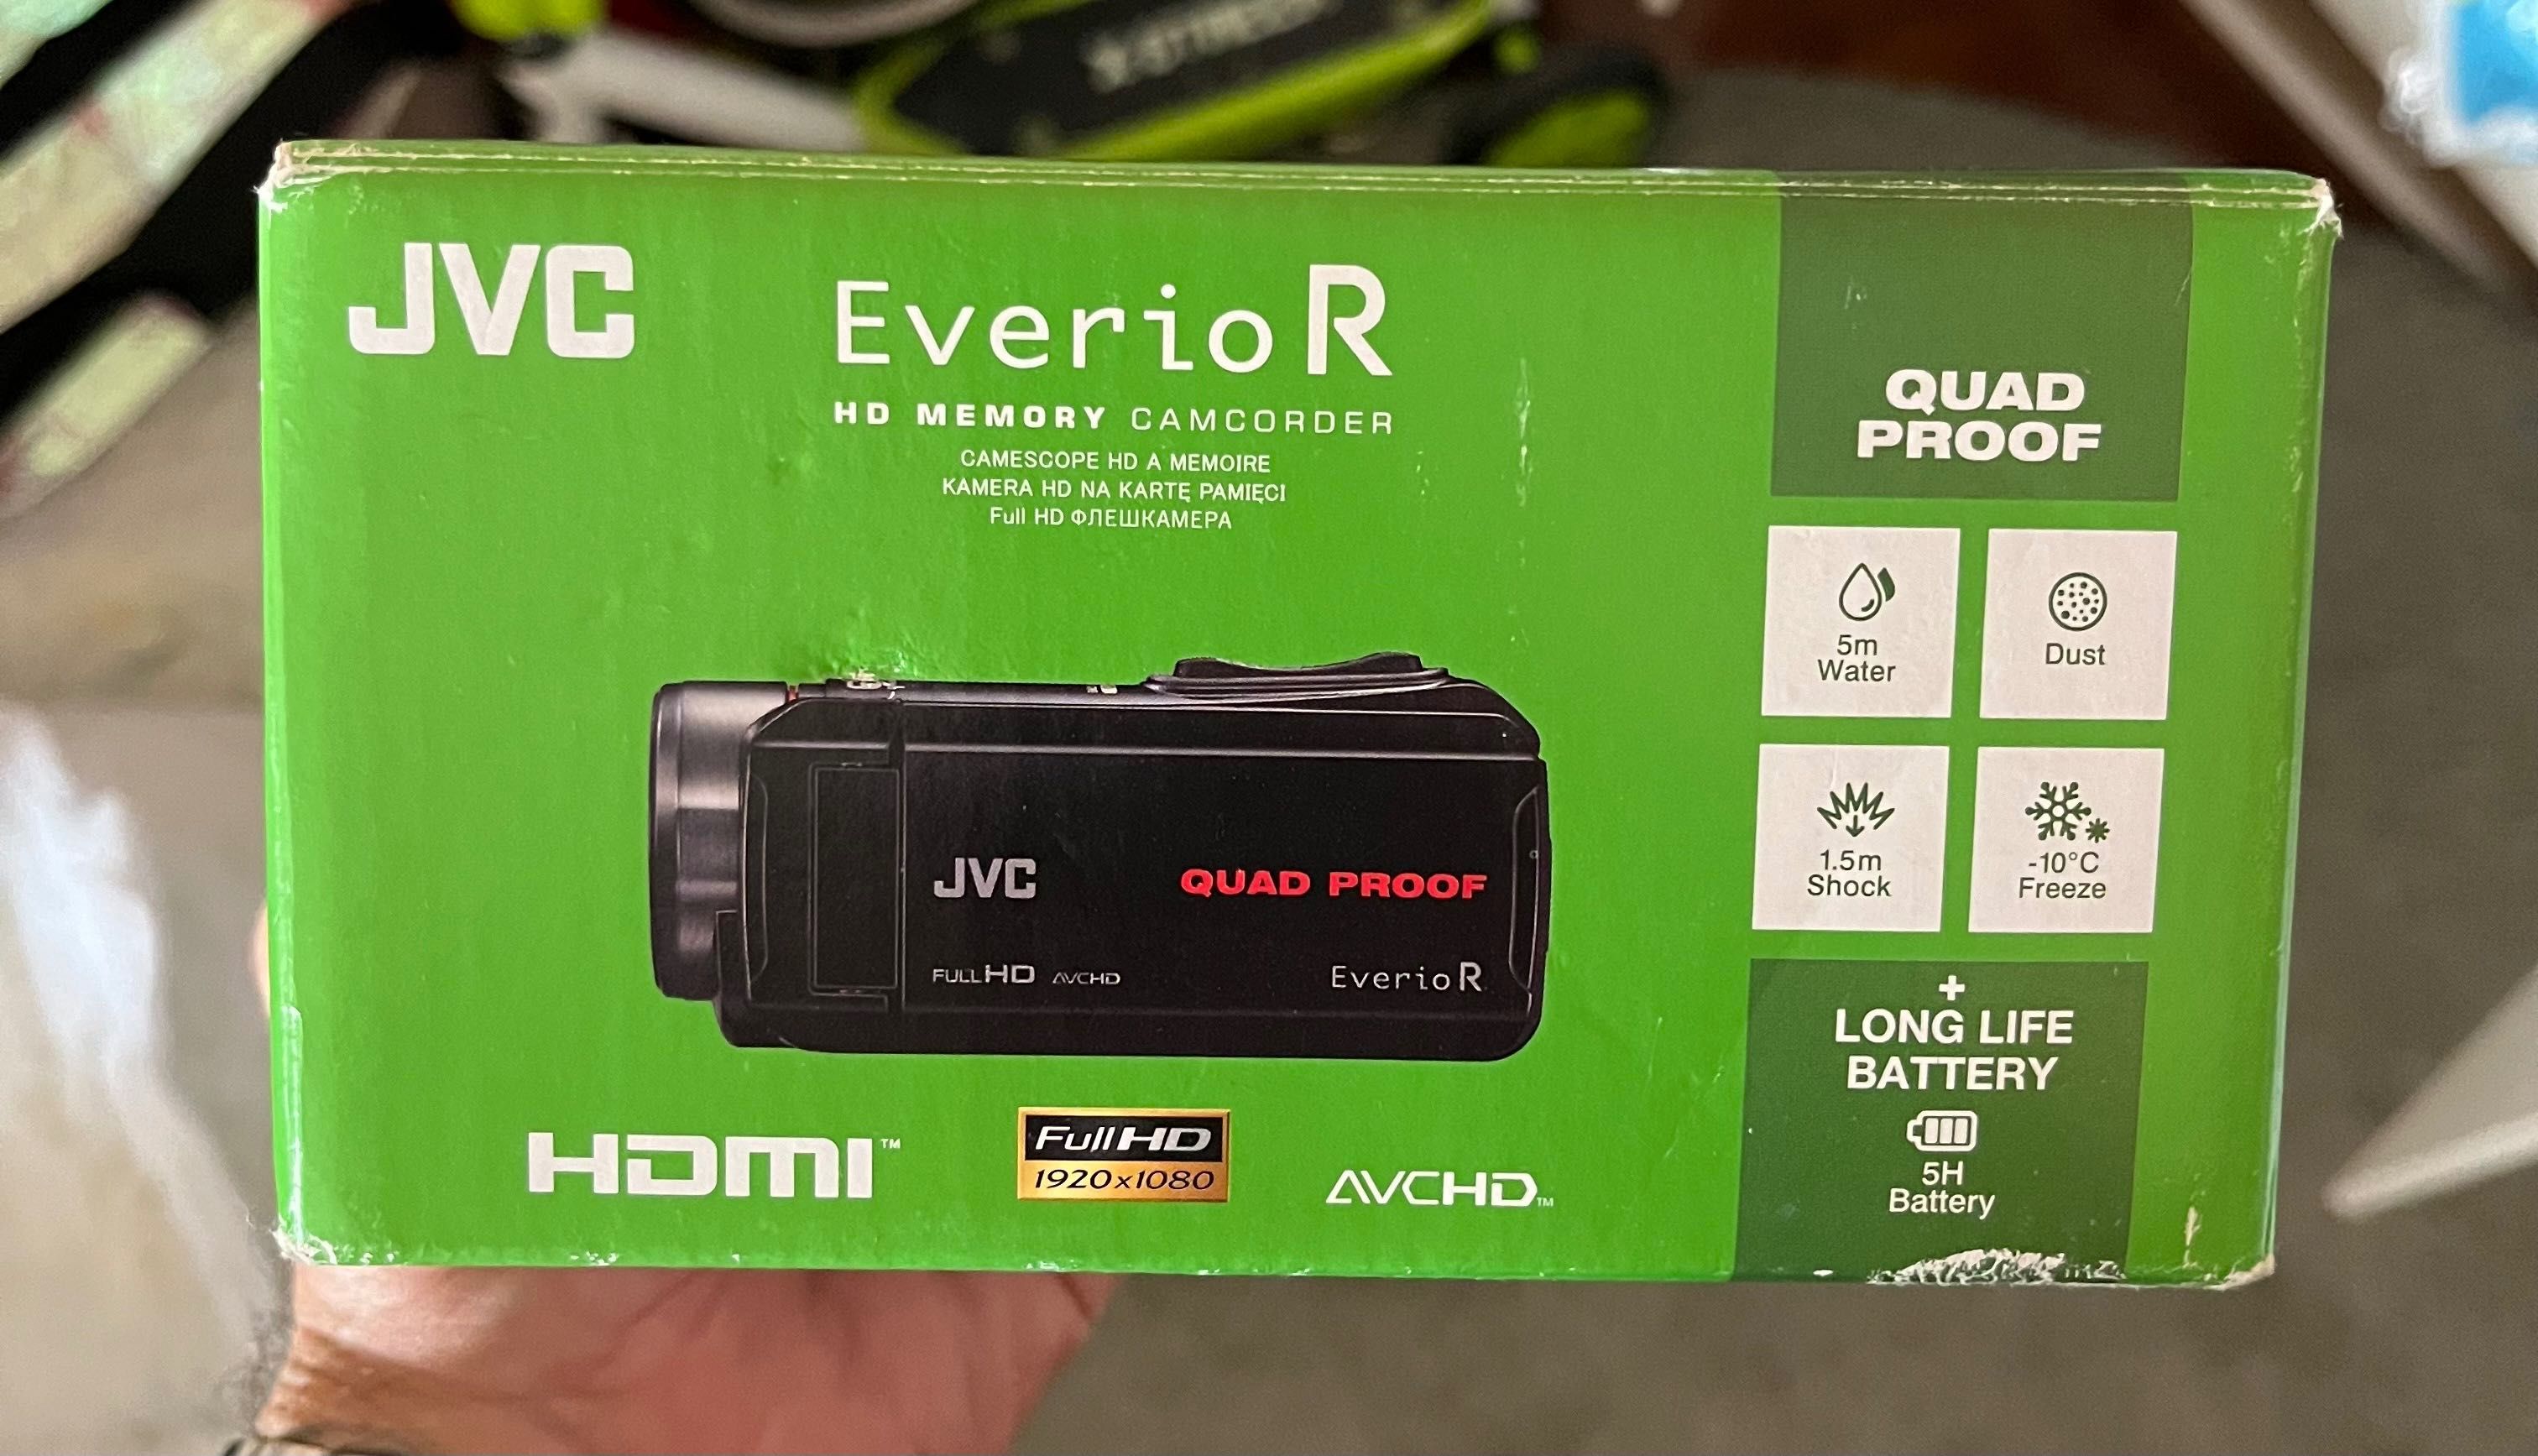 JVC
Everio R
HD MEMORY CAMCORDER
CAMESCOPE HD A MEMOIRE
KAMERA HD NA KARTĘ PAMIĘCI
Full HD ФЛЕШКАМЕРА
QUAD
PROOF
5m
Water
Dust
1.5m
Shock
-10°C
Freeze
+
LONG LIFE
BATTERY
5H
Battery
JVC
QUAD PROOF
FULL HD AVCHD
Everio R
HDMI™
Full HD
1920x1080
AVCHD™